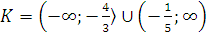 K = (−∞; −4/3⟩ ∪ (−1/5; ∞)